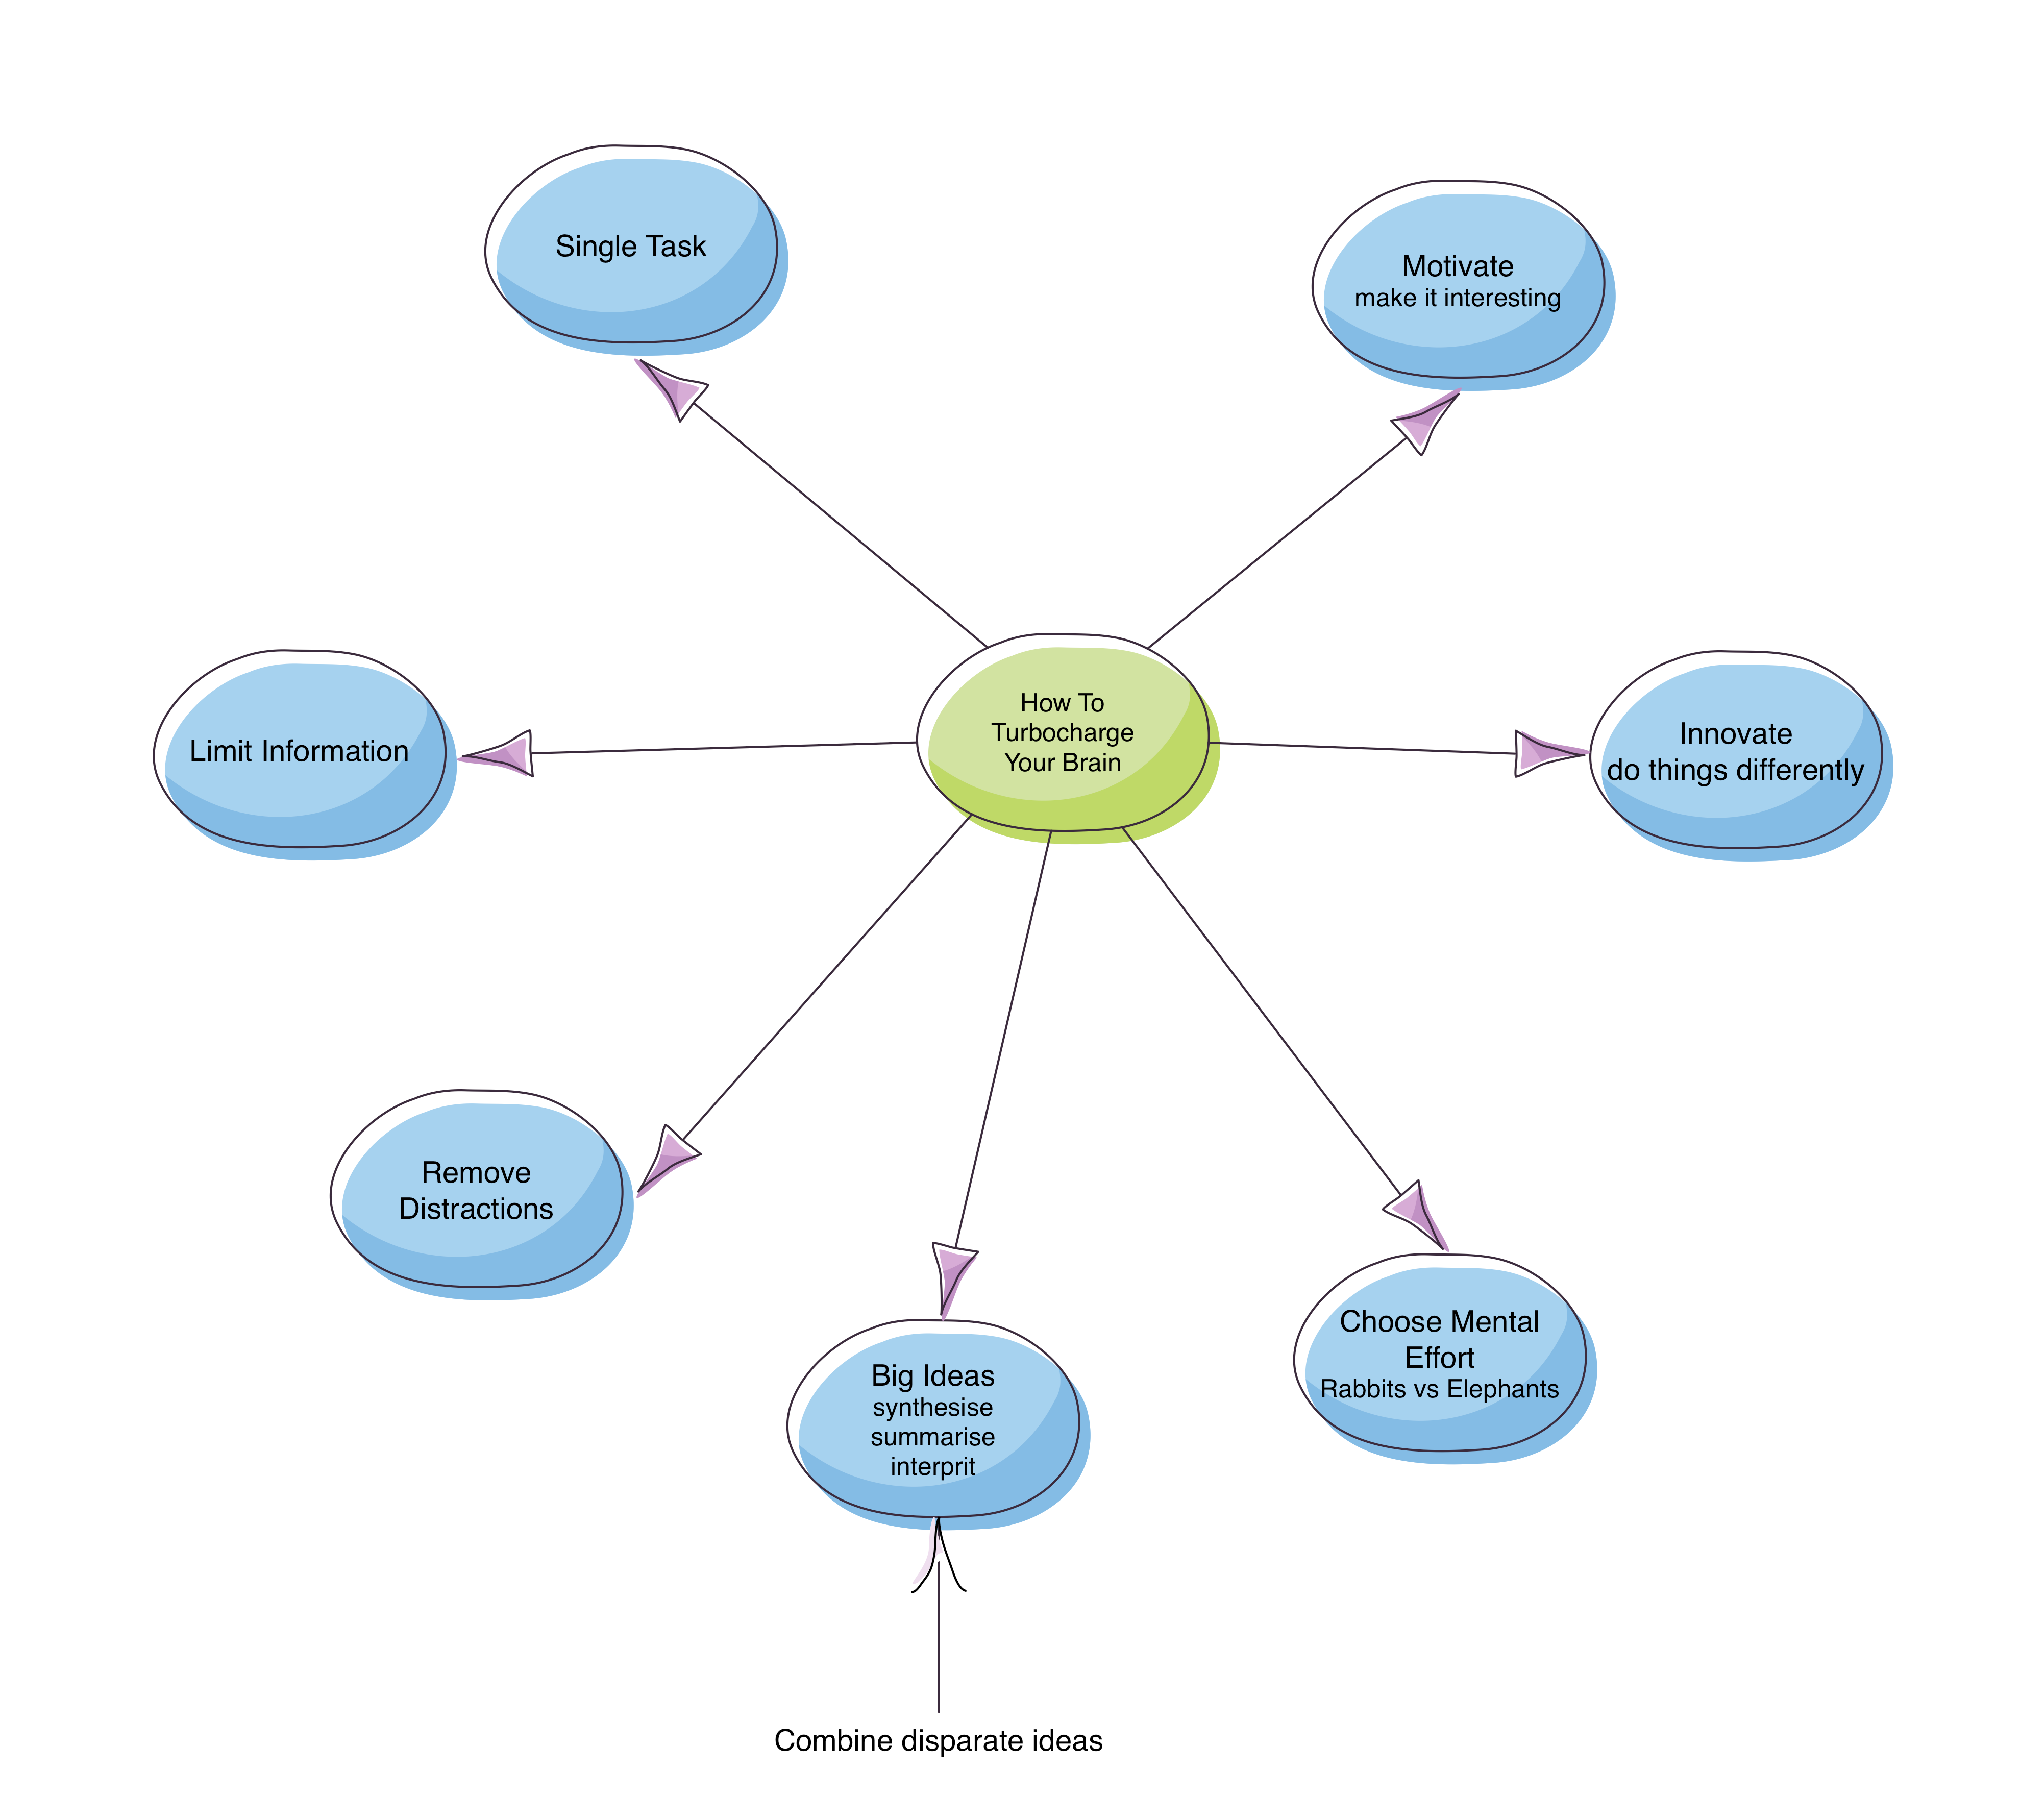 Single Task
Motivate
make it interesting
How To
Turbocharge
Your Brain
Limit Information
Innovate
do things differently
Remove
Distractions
Big Ideas
synthesise
summarise
interprit
Choose Mental
Effort
Rabbits vs Elephants
Combine disparate ideas